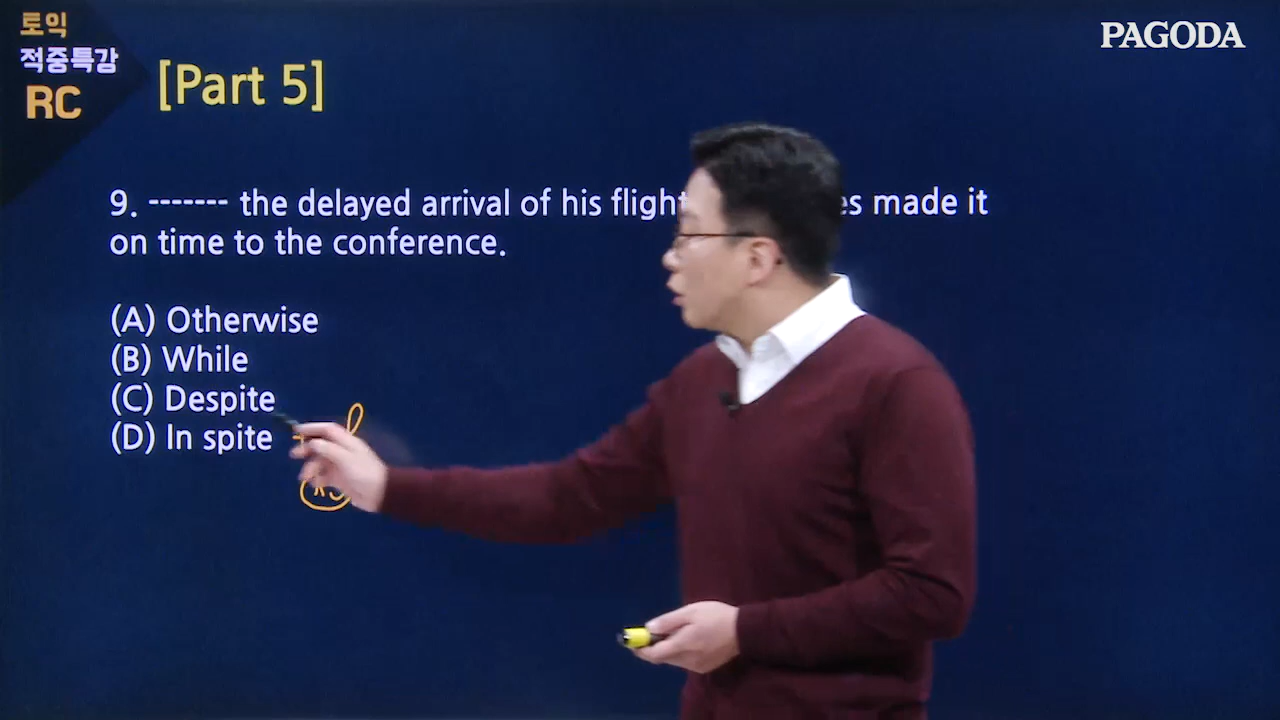 토익
적중특강
RC
PAGODA
[Part 5]
9. ------- the delayed arrival of his flight made it
on time to the conference.
(A) Otherwise
(B) While
(C) Despite
(D) In spite